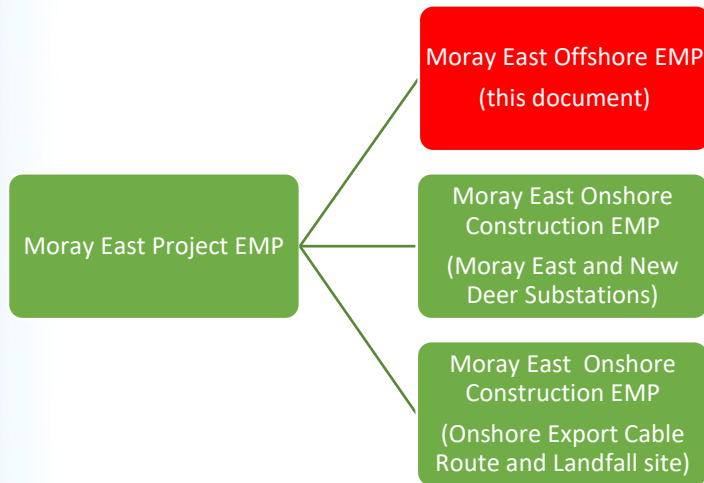 Moray East Offshore EMP
(this document)
Moray East Project EMP
Moray East Onshore
Construction EMP
(Moray East and New
Deer Substations)
Moray East  Onshore
Construction EMP
(Onshore Export Cable
Route and Landfall site)